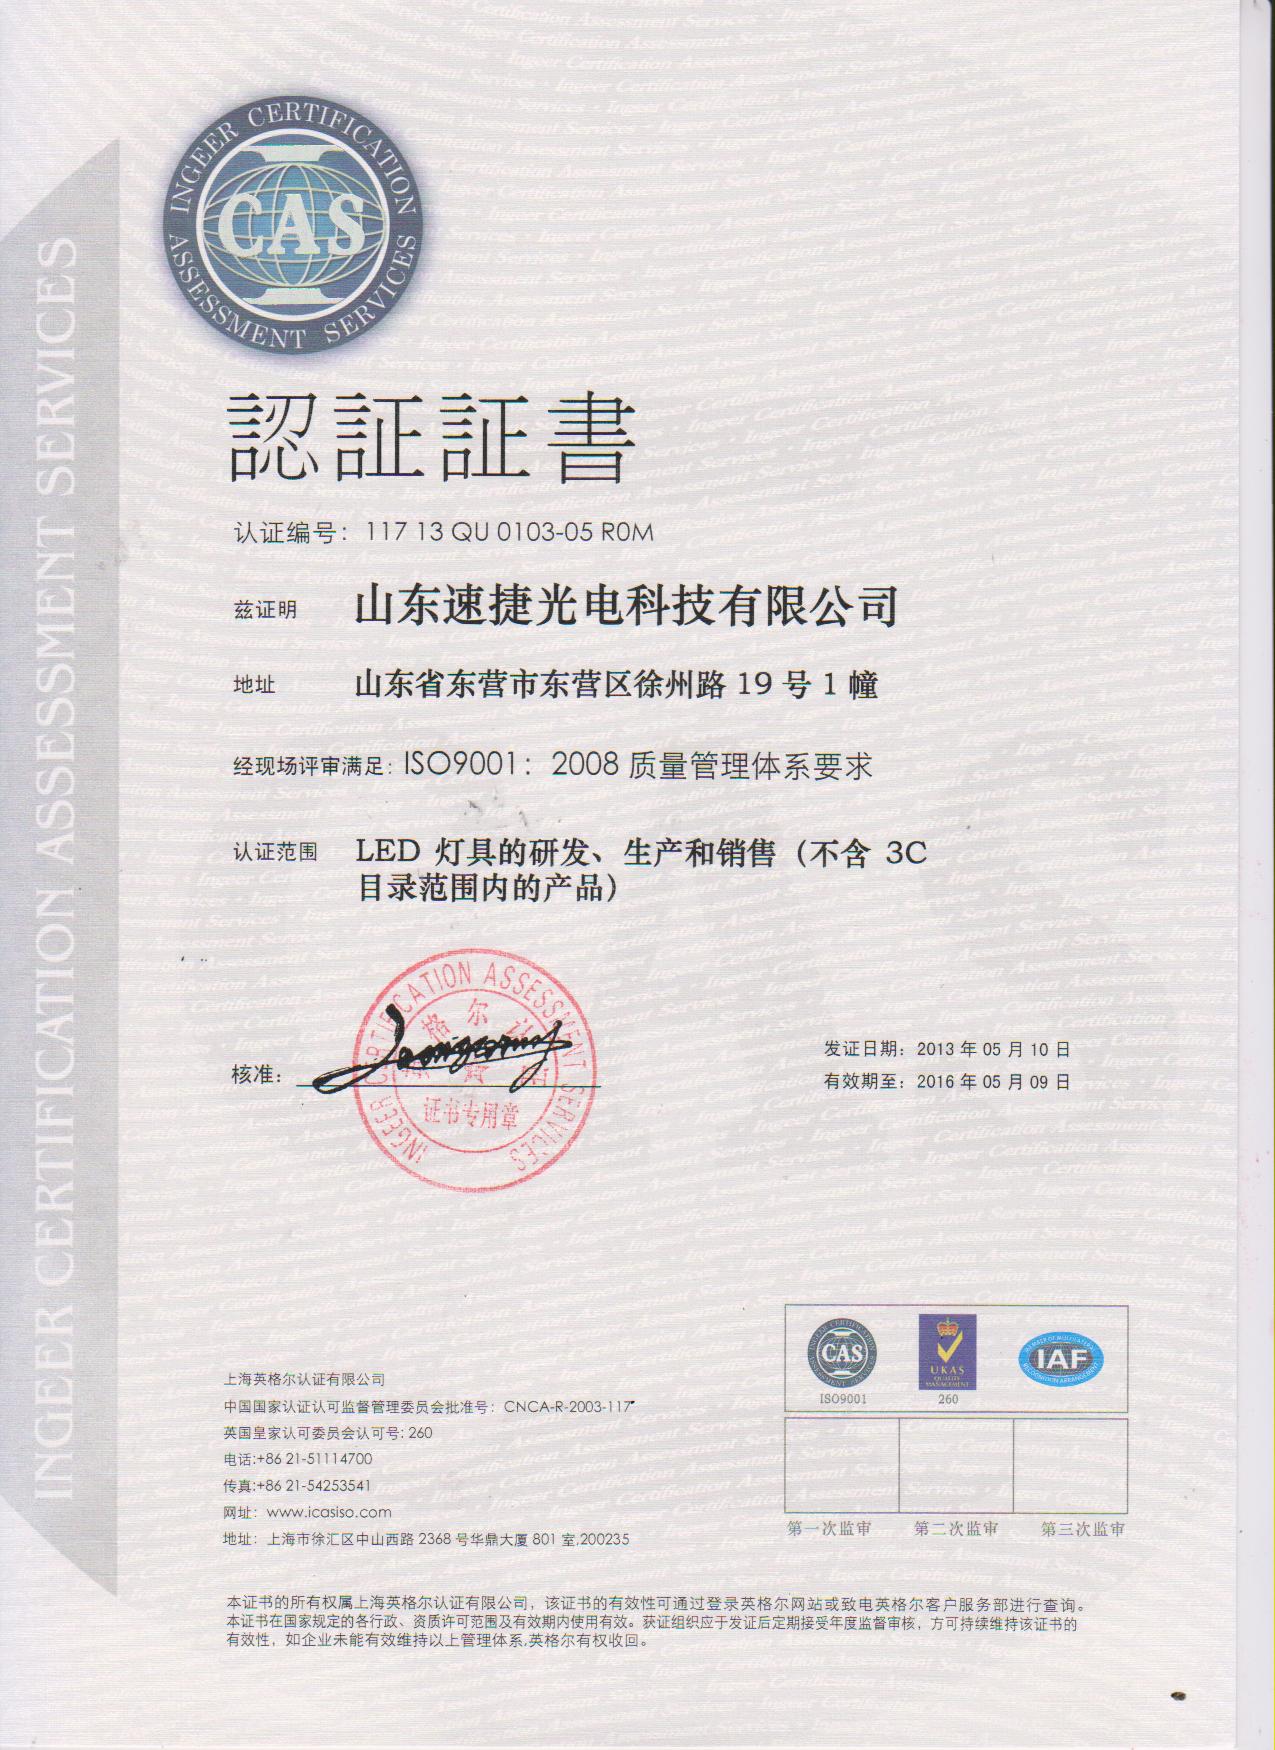 INGEER CERTIFICATION
CAS
ASSESSMENT SERVICES
INGEER CERTIFICATION ASSESSMENT SERVICES
認証証書
认证编号：117 13 QU 0103-05 R0M
兹证明 山东速捷光电科技有限公司
地址 山东省东营市东营区徐州路 19 号 1 幢
经现场评审满足：ISO9001：2008 质量管理体系要求
认证范围 LED 灯具的研发、生产和销售（不含 3C
目录范围内的产品）
INGEER CERTIFICATION ASSESSMENT SERVICES
格尔认
证书专用章
核准：
发证日期：2013 年 05 月 10 日
有效期至：2016 年 05 月 09 日
INGEER CERTIFICATION
CAS
ASSESSMENT SERVICES
ISO9001
UKAS
QUALITY
MANAGEMENT
260
MEMBER OF MULTILATERAL
IAF
RECOGNITION ARRANGEMENT
第一次监审 第二次监审 第三次监审
上海英格尔认证有限公司
中国国家认证认可监督管理委员会批准号：CNCA-R-2003-117
英国皇家认可委员会认可号: 260
电话:+86 21-51114700
传真:+86 21-54253541
网址：www.icasiso.com
地址：上海市徐汇区中山西路 2368 号华鼎大厦 801 室,200235
本证书的所有权属上海英格尔认证有限公司，该证书的有效性可通过登录英格尔网站或致电英格尔客户服务部进行查询。
本证书在国家规定的各行政、资质许可范围及有效期内使用有效。获证组织应于发证后定期接受年度监督审核，方可持续维持该证书的
有效性，如企业未能有效维持以上管理体系,英格尔有权收回。